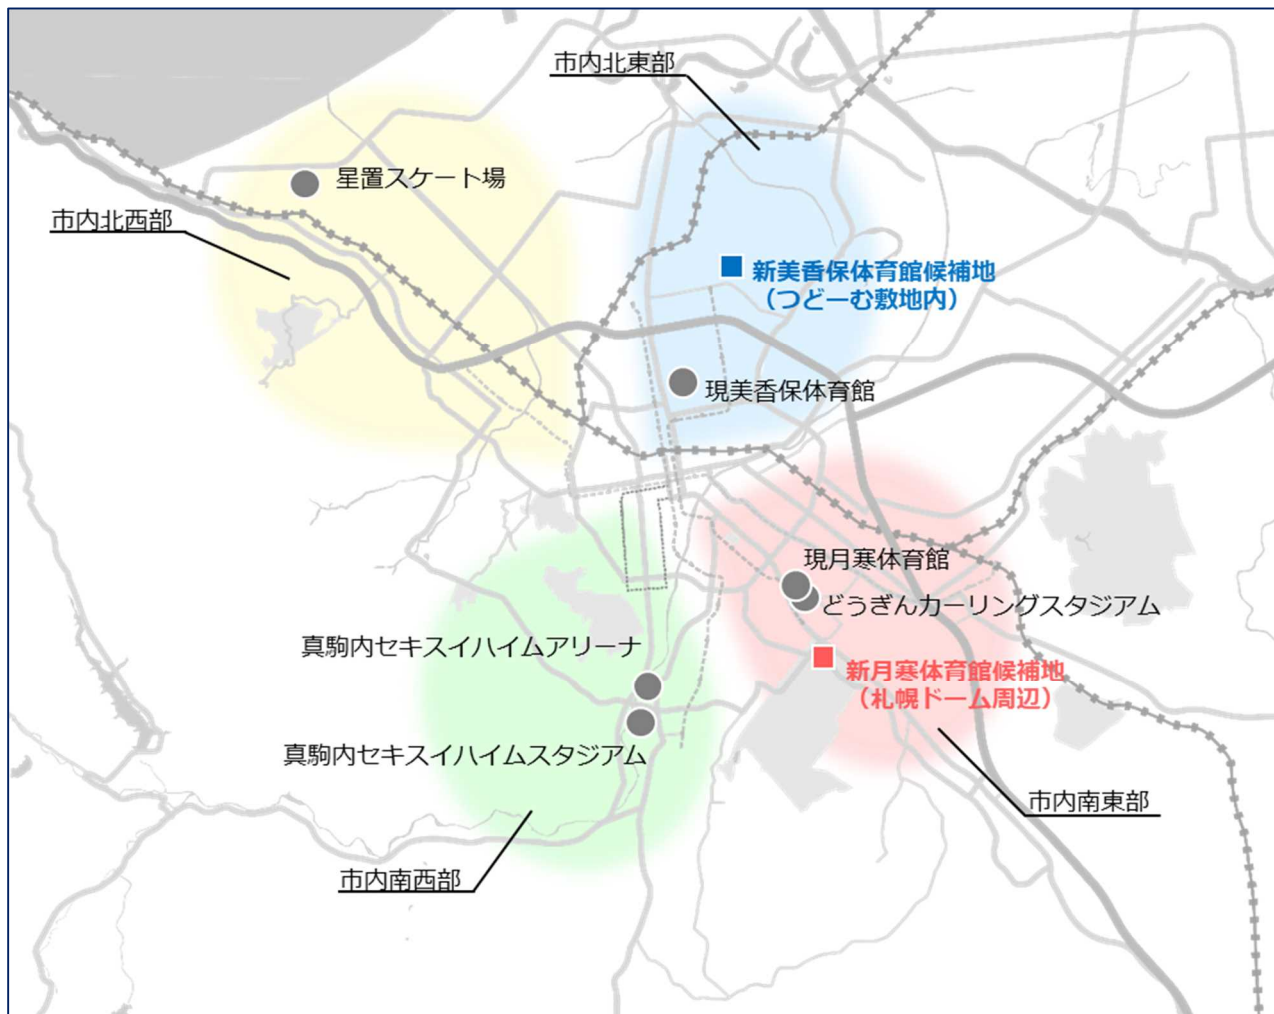 市内北東部
星置スケート場
市内北西部
新美香保体育館候補地
（つどーむ敷地内）
現美香保体育館
現月寒体育館
どうぎんカーリングスタジアム
真駒内セキスイハイムアリーナ
新月寒体育館候補地
（札幌ドーム周辺）
真駒内セキスイハイムスタジアム
市内南東部
市内南西部